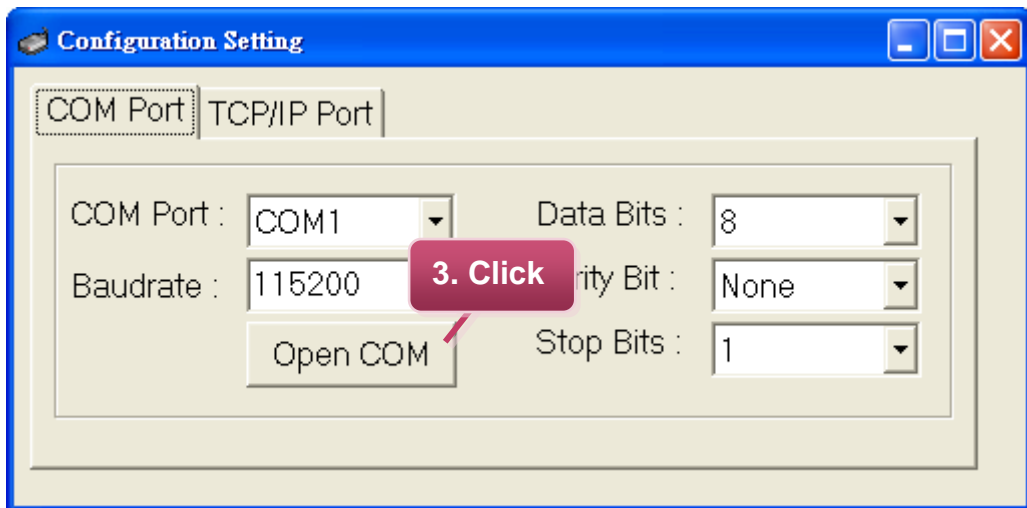 Configuration Setting
COM Port TCP/IP Port
COM Port : COM1 Data Bits : 8
Baudrate : 115200 3. Click rity Bit : None
Open COM Stop Bits : 1